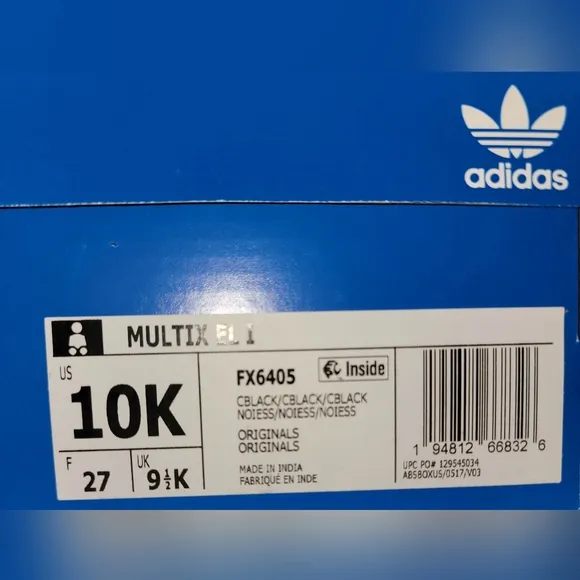 adidas
MULTIX EL I
US
10K
F
27
UK
9½K
FX6405
Inside
CBLACK/CBLACK/CBLACK
NOIESS/NOIESS/NOIESS
ORIGINALS
ORIGINALS
MADE IN INDIA
FABRIQUÉ EN INDE
1 94812 66832 6
UPC PO# 129545034
ABSBOXUS/0517/V03